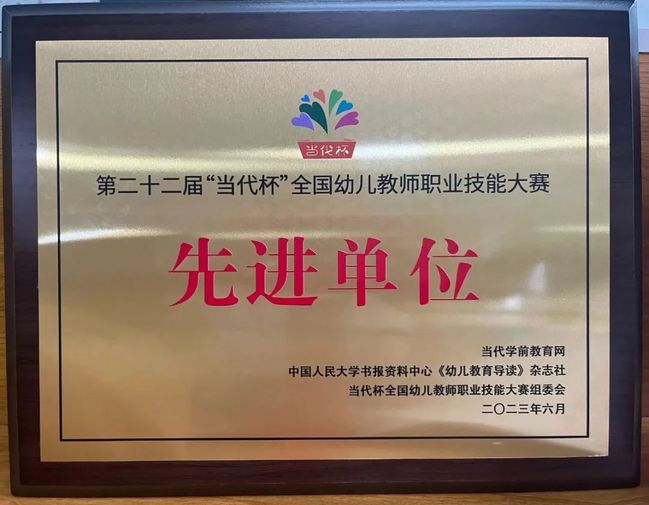 当代杯
第二十二届“当代杯”全国幼儿教师职业技能大赛
先进单位
当代学前教育网
中国人民大学书报资料中心《幼儿教育导读》杂志社
当代杯全国幼儿教师职业技能大赛组委会
二〇二三年六月